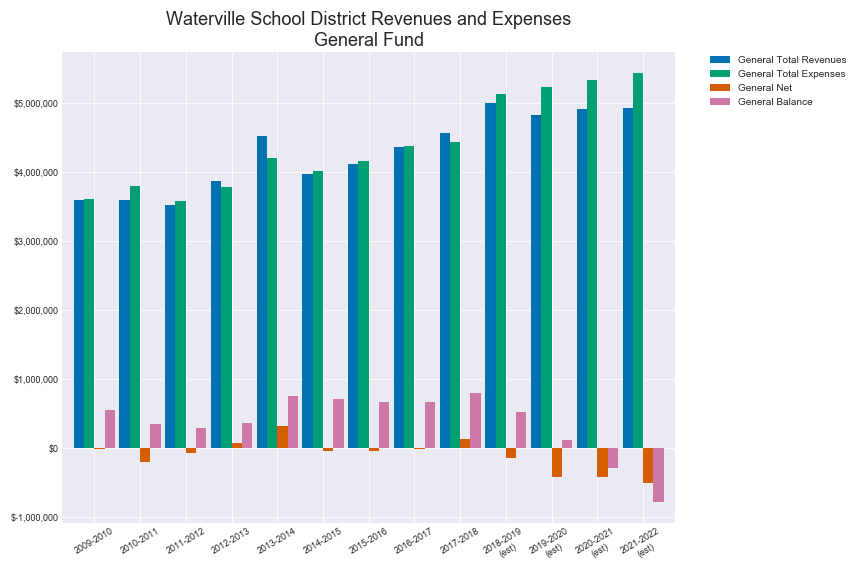 Waterville School District Revenues and Expenses
General Fund
General Total Revenues
General Total Expenses
General Net
General Balance
$5,000,000
$4,000,000
$3,000,000
$2,000,000
$1,000,000
$0
$-1,000,000
2009-2010
2010-2011
2011-2012
2012-2013
2013-2014
2014-2015
2015-2016
2016-2017
2017-2018
2018-2019
(est)
2019-2020
(est)
2020-2021
(est)
2021-2022
(est)